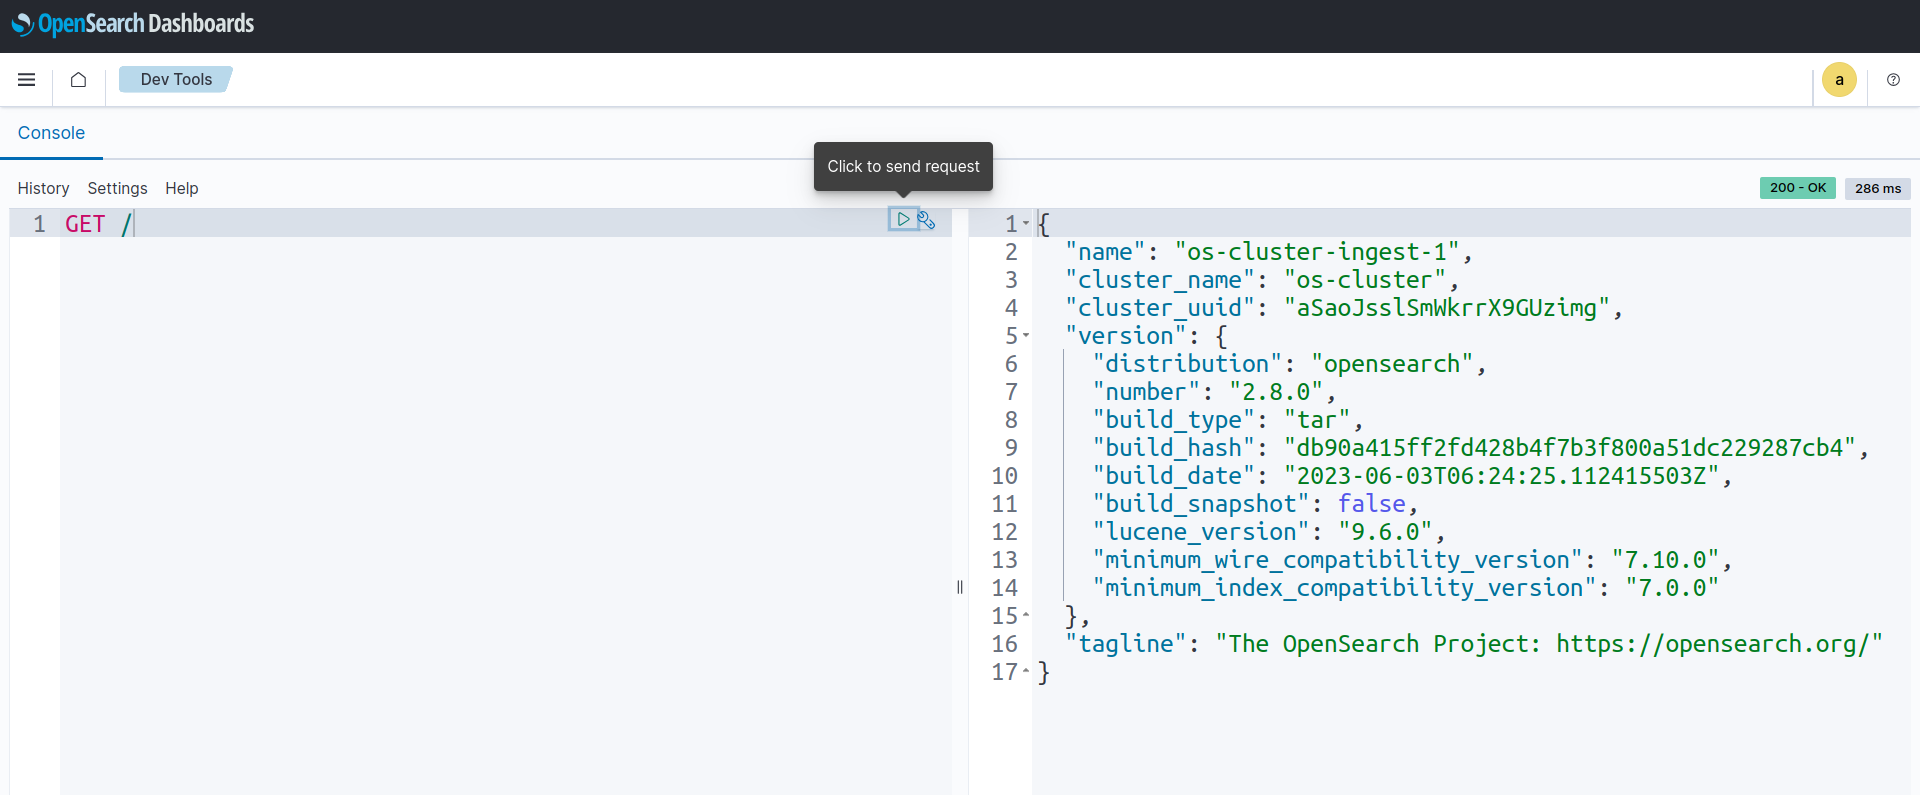 OpenSearch Dashboards
Dev Tools
a
Console
Click to send request
History Settings Help
200 - OK 286 ms
1 GET /
1 {
2 "name": "os-cluster-ingest-1",
3 "cluster_name": "os-cluster",
4 "cluster_uuid": "aSaoJsslSmWkrrX9GUzimg",
5 "version": {
6 "distribution": "opensearch",
7 "number": "2.8.0",
8 "build_type": "tar",
9 "build_hash": "db90a415ff2fd428b4f7b3f800a51dc229287cb4",
10 "build_date": "2023-06-03T06:24:25.112415503Z",
11 "build_snapshot": false,
12 "lucene_version": "9.6.0",
13 "minimum_wire_compatibility_version": "7.10.0",
14 "minimum_index_compatibility_version": "7.0.0"
15 },
16 "tagline": "The OpenSearch Project: https://opensearch.org/"
17 }